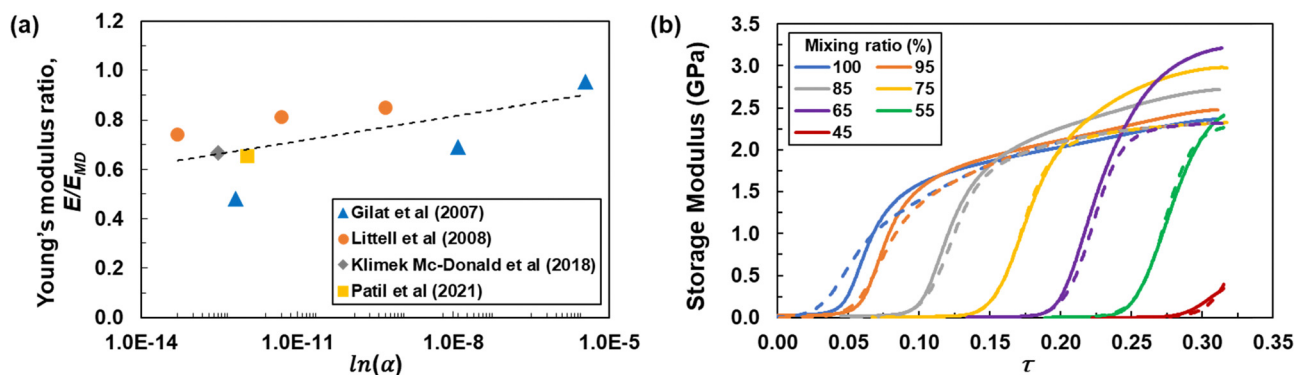 (a)
Young's modulus ratio,
E/E_MD
1.2
1.0
0.8
0.6
0.4
0.2
0.0
1.0E-14
1.0E-11
1.0E-8
1.0E-5
ln(α)
Gilat et al (2007)
Littell et al (2008)
Klimek Mc-Donald et al (2018)
Patil et al (2021)
(b)
Storage Modulus (GPa)
3.5
3.0
2.5
2.0
1.5
1.0
0.5
0.0
0.00
0.05
0.10
0.15
0.20
0.25
0.30
0.35
τ
Mixing ratio (%)
100 95
85 75
65 55
45